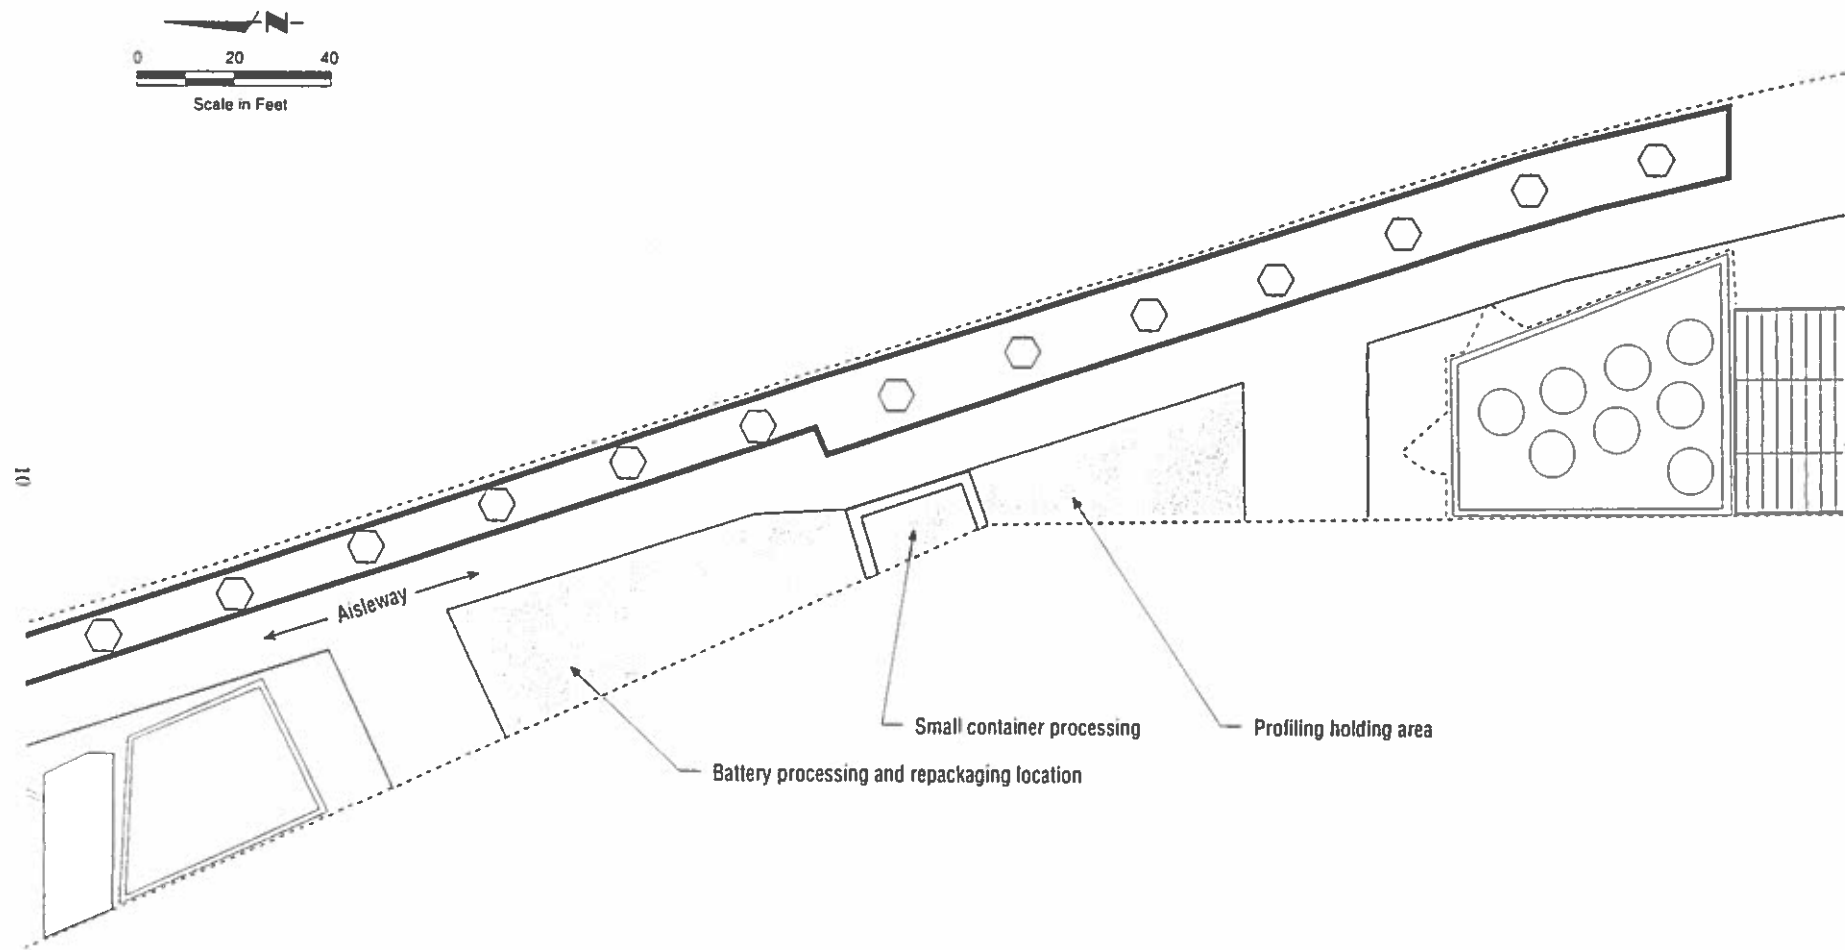 N
0 20 40
Scale in Feet
10
Aisleway
Small container processing
Profiling holding area
Battery processing and repackaging location